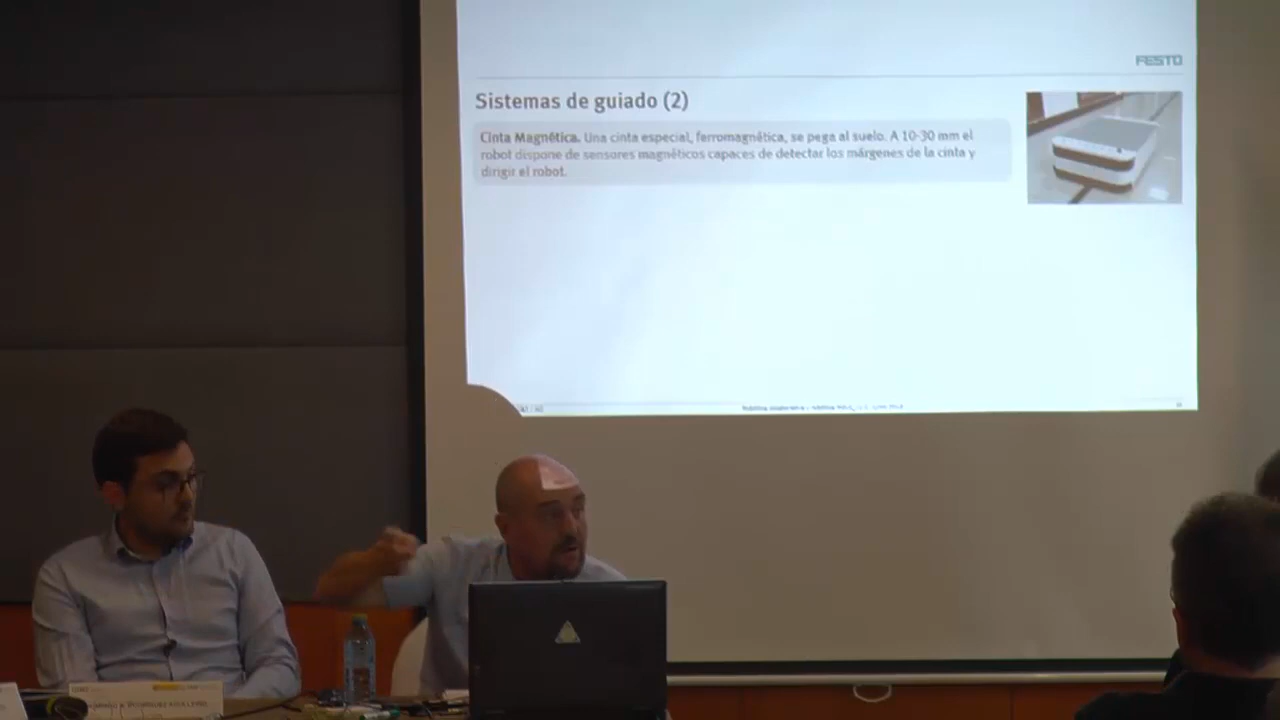 FESTO
Sistemas de guiado (2)
Cinta Magnética. Una cinta especial, ferromagnética, se pega al suelo. A 10-30 mm el
robot dispone de sensores magnéticos capaces de detectar los márgenes de la cinta y
dirigir el robot.